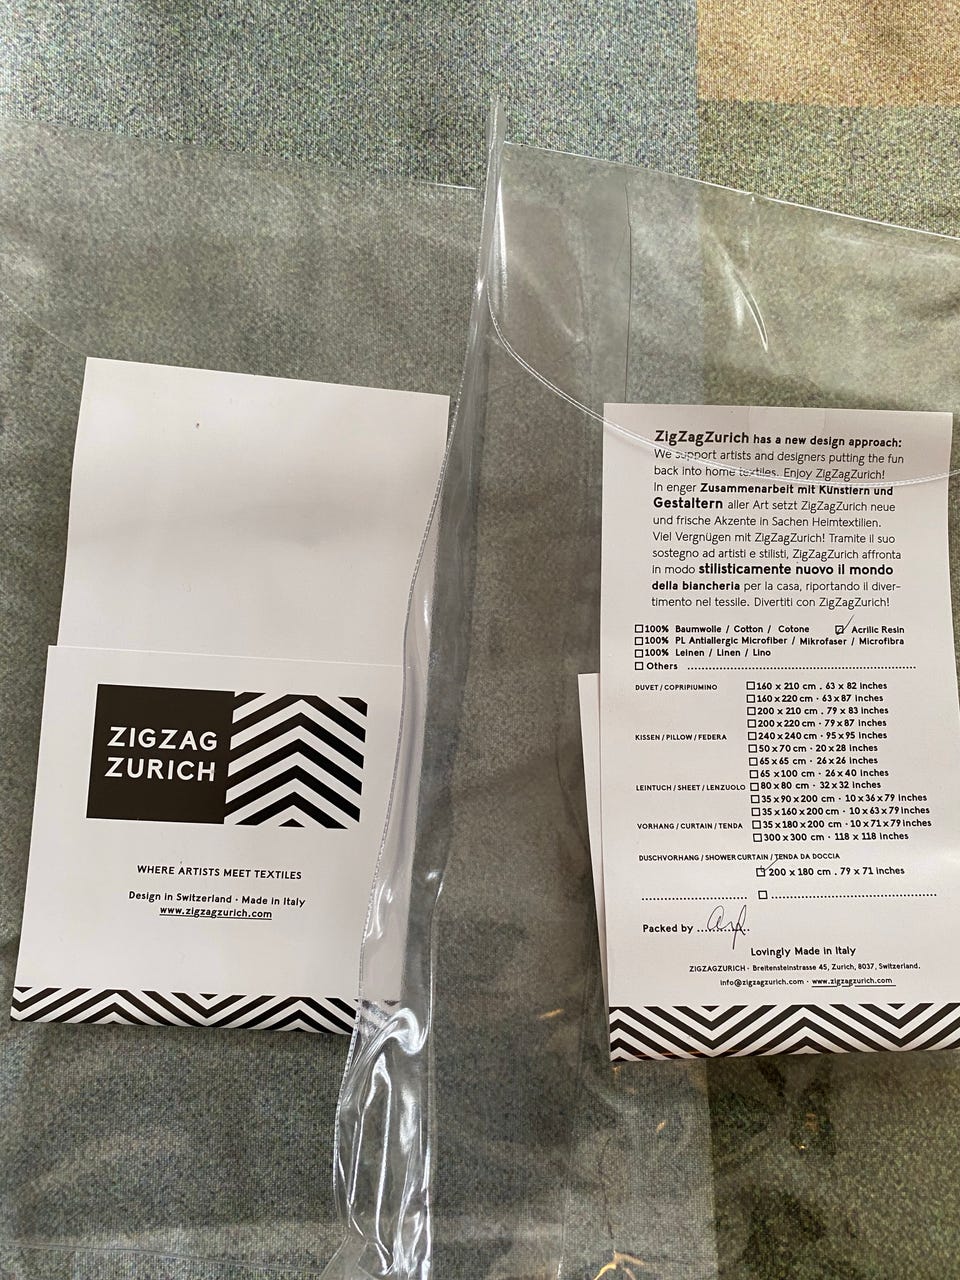 ZIGZAG
ZURICH
WHERE ARTISTS MEET TEXTILES
Design in Switzerland · Made in Italy
www.zigzagzurich.com
ZigZagZurich has a new design approach:
We support artists and designers putting the fun
back into home textiles. Enjoy ZigZagZurich!
In enger Zusammenarbeit mit Künstlern und
Gestaltern aller Art setzt ZigZagZurich neue
und frische Akzente in Sachen Heimtextilien.
Viel Vergnügen mit ZigZagZurich! Tramite il suo
sostegno ad artisti e stilisti, ZigZagZurich affronta
in modo stilisticamente nuovo il mondo
della biancheria per la casa, riportando il diver-
timento nel tessile. Divertiti con ZigZagZurich!
☐ 100% Baumwolle / Cotton / Cotone ☑ Acrilic Resin
☐ 100% PL Antiallergic Microfiber / Mikrofaser / Microfibra
☐ 100% Leinen / Linen / Lino
☐ Others
DUVET / COPRIPIUMINO ☐ 160 x 210 cm . 63 x 82 inches
☐ 160 x 220 cm · 63 x 87 inches
☐ 200 x 210 cm . 79 x 83 inches
☐ 200 x 220 cm · 79 x 87 inches
KISSEN / PILLOW / FEDERA ☐ 240 x 240 cm · 95 x 95 inches
☐ 50 x 70 cm · 20 x 28 inches
☐ 65 x 65 cm · 26 x 26 inches
☐ 65 x 100 cm · 26 x 40 inches
LEINTUCH / SHEET / LENZUOLO ☐ 80 x 80 cm · 32 x 32 inches
☐ 35 x 90 x 200 cm · 10 x 36 x 79 inches
☐ 35 x 160 x 200 cm · 10 x 63 x 79 inches
VORHANG / CURTAIN / TENDA ☐ 35 x 180 x 200 cm · 10 x 71 x 79 inches
☐ 300 x 300 cm · 118 x 118 inches
DUSCHVORHANG / SHOWER CURTAIN / TENDA DA DOCCIA
☑ 200 x 180 cm . 79 x 71 inches
☐
Packed by
Lovingly Made in Italy
ZIGZAGZURICH · Breitensteinstrasse 45, Zurich, 8037, Switzerland.
info@zigzagzurich.com · www.zigzagzurich.com